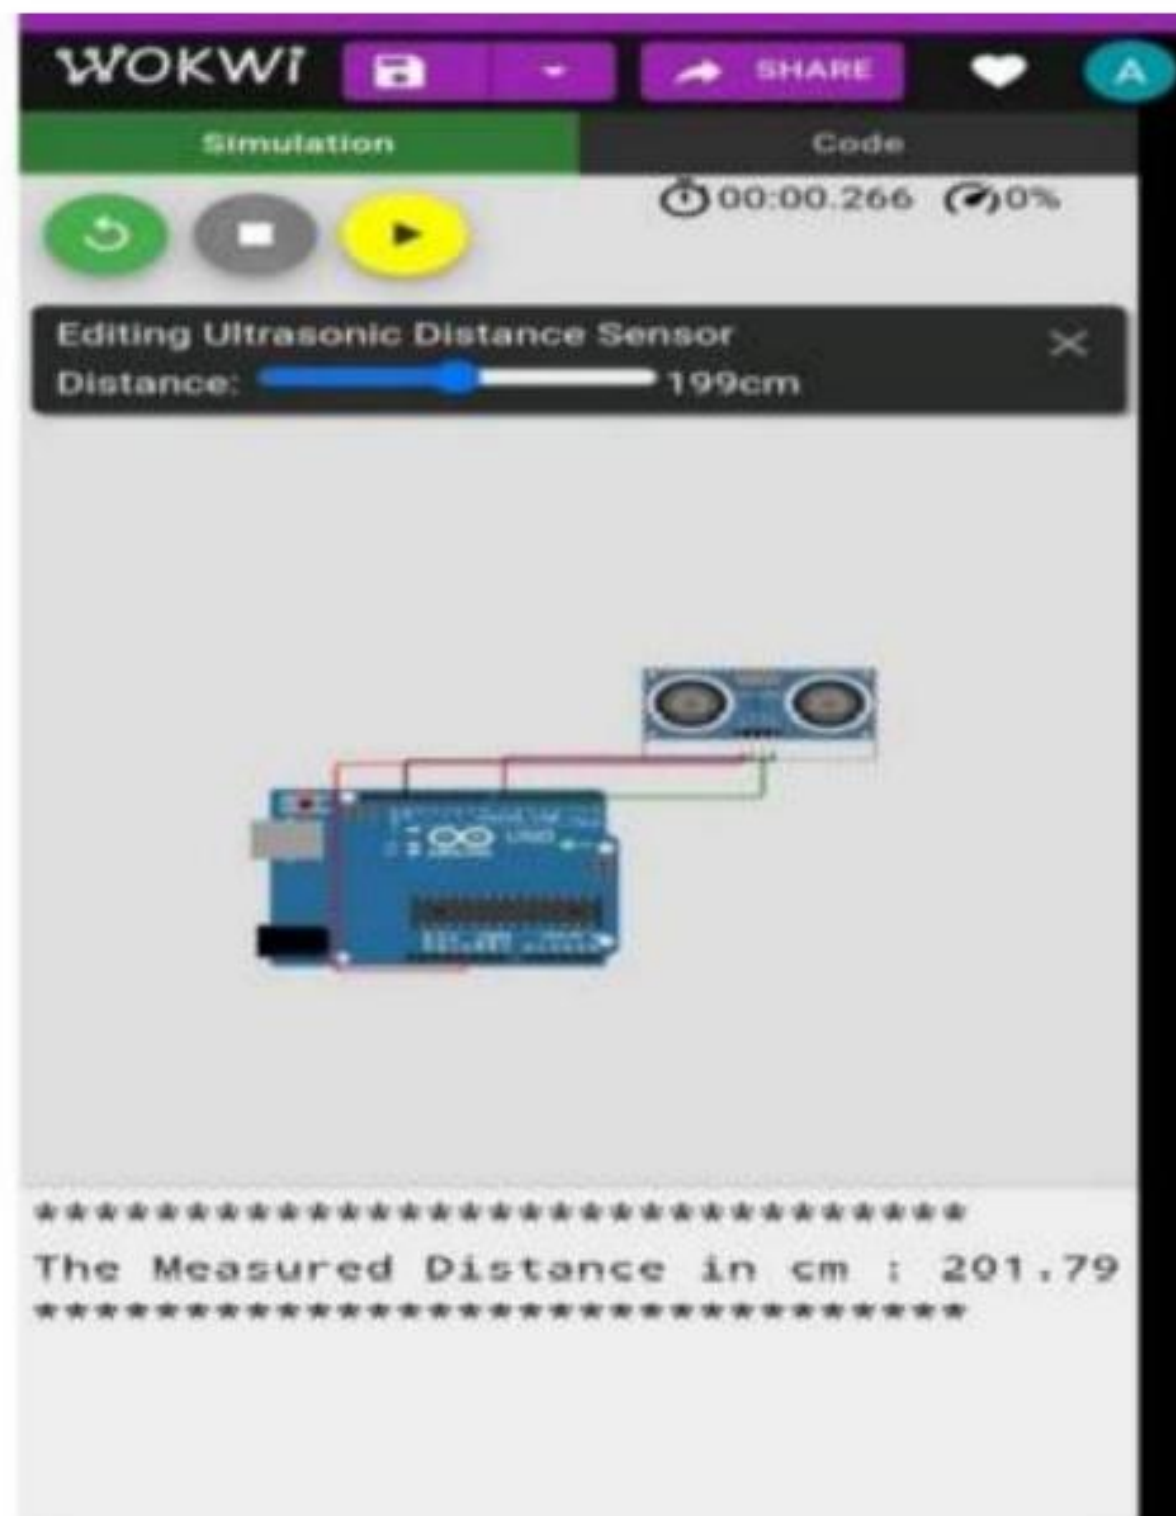 WOKWI
SHARE
A
Simulation
Code
00:00.266
0%
Editing Ultrasonic Distance Sensor
Distance:
199cm
UNO
********************************
The Measured Distance in cm : 201.79
********************************